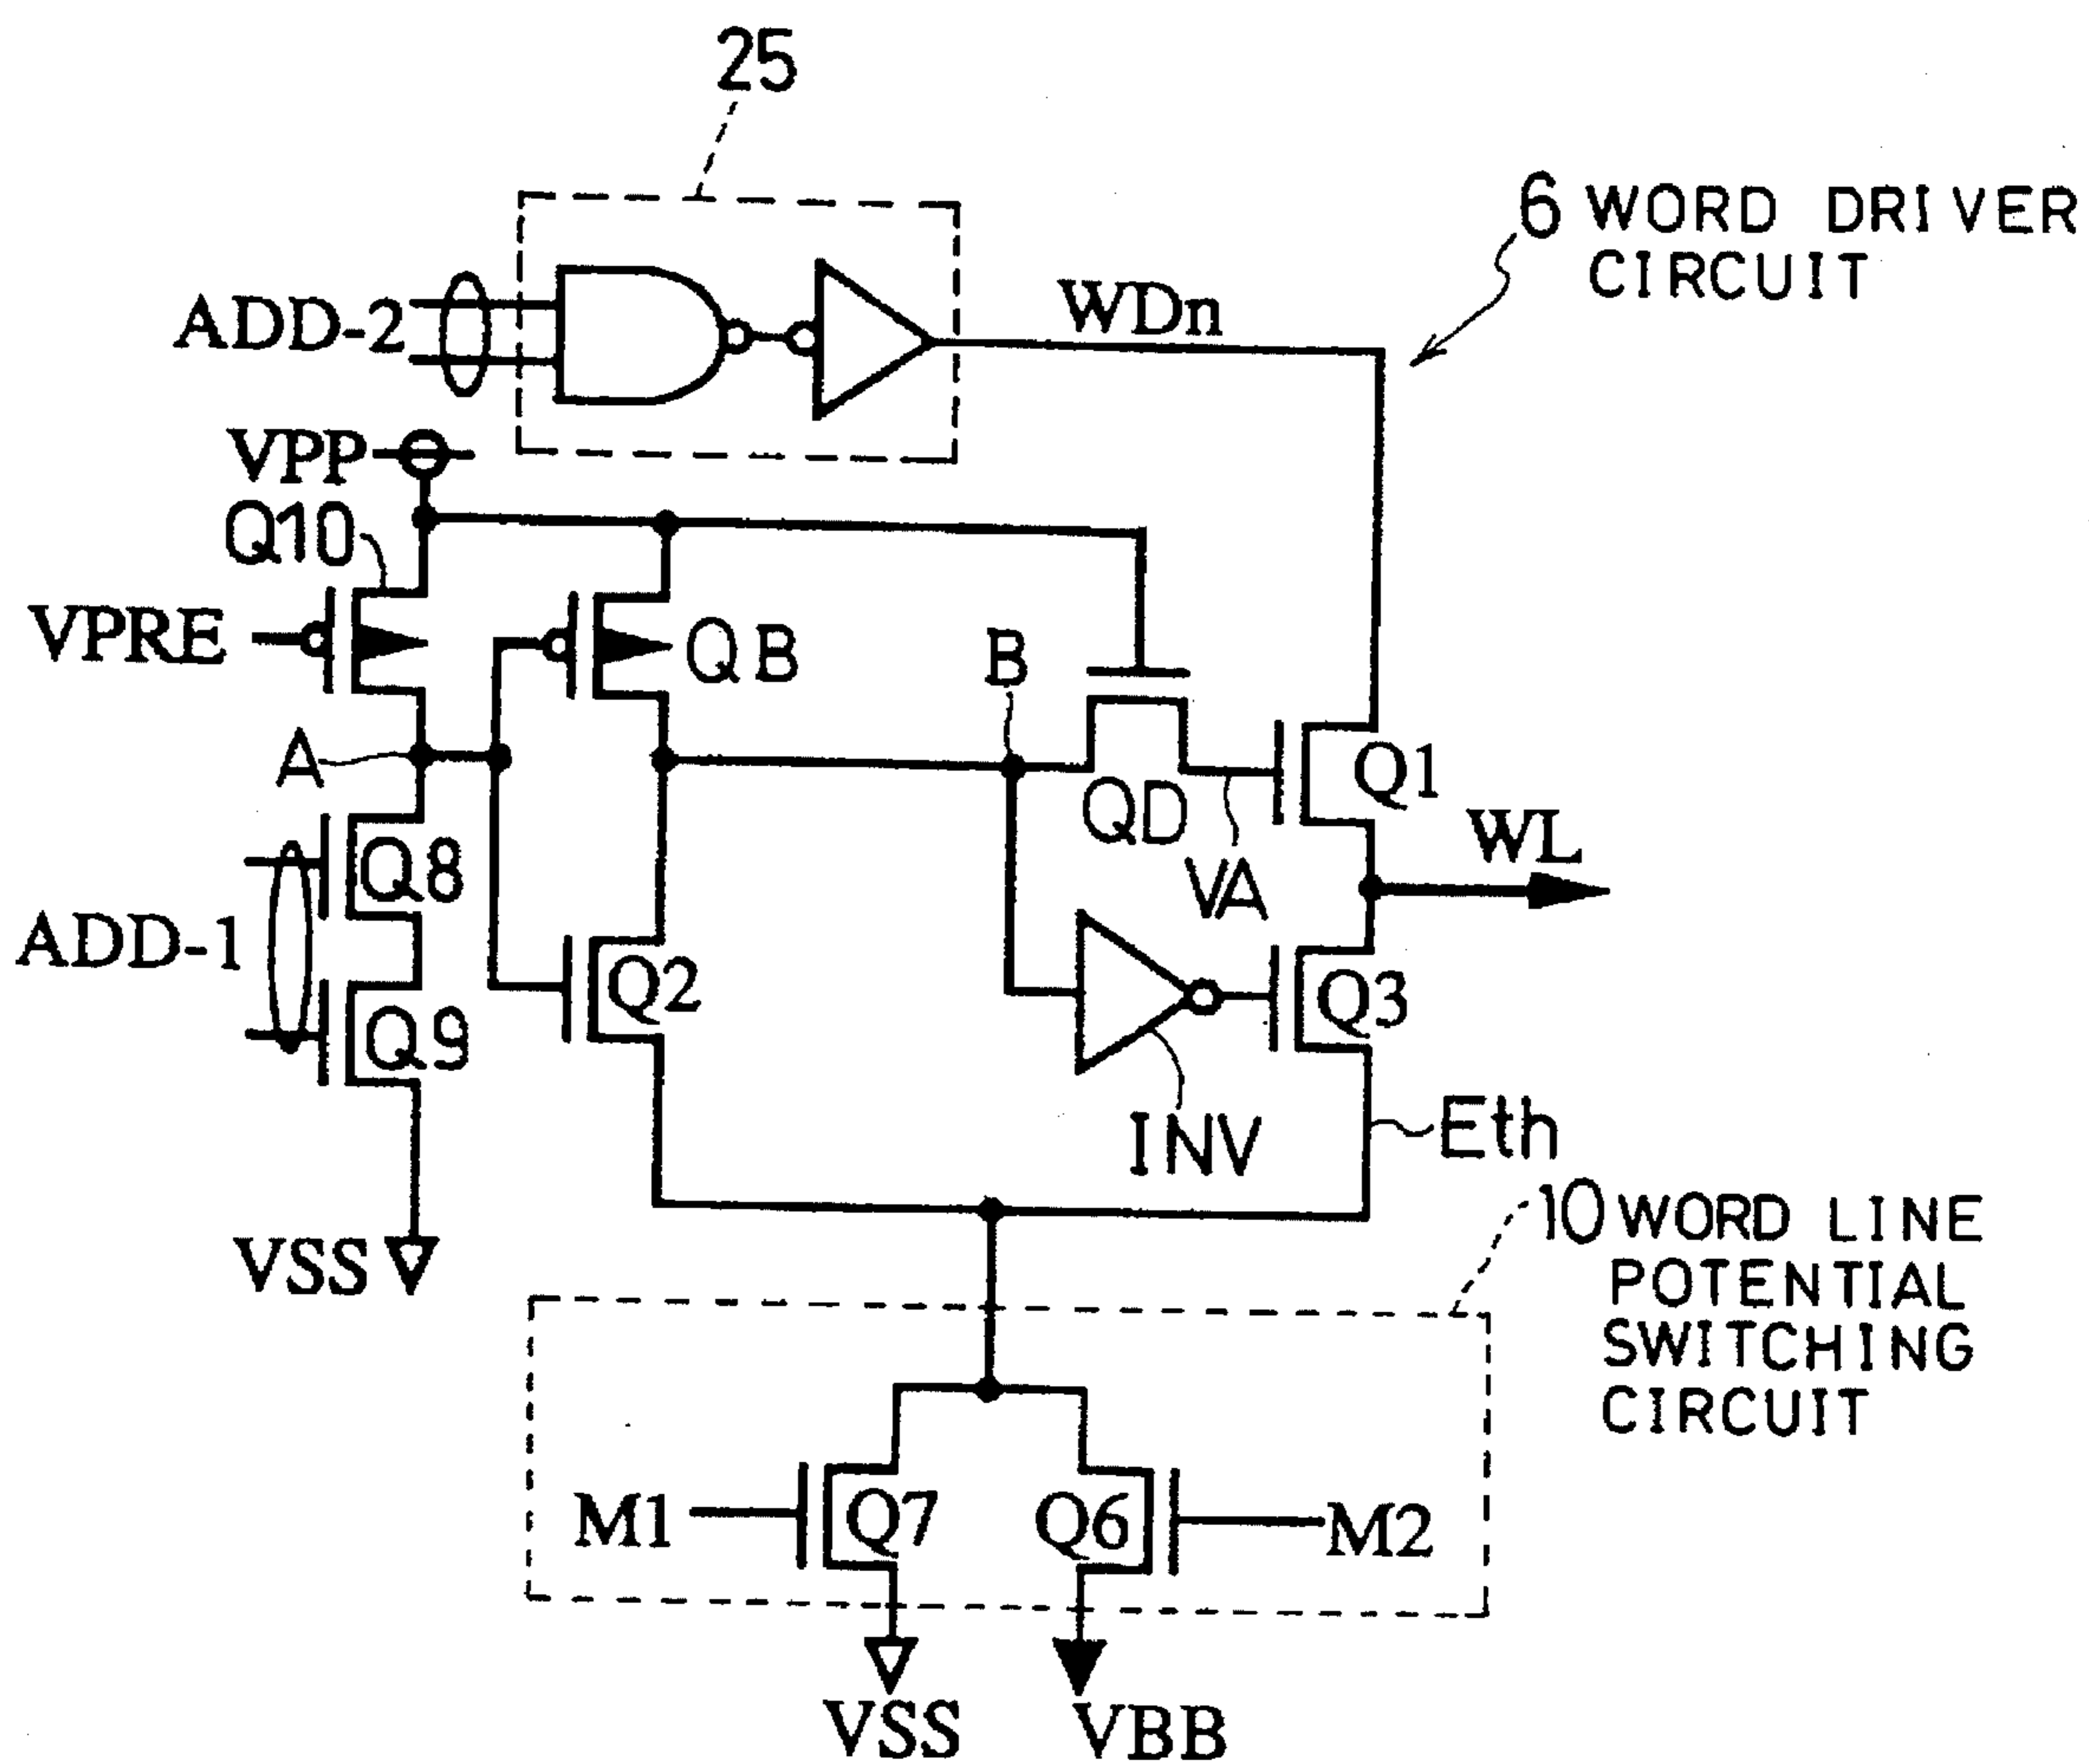 25
6 WORD DRIVER
CIRCUIT
ADD-2
WDn
VPP
Q10
VPRE
QB
B
A
QD
Q1
VA
WL
Q8
ADD-1
Q9
Q2
Q3
INV
Eth
VSS
10 WORD LINE
POTENTIAL
SWITCHING
CIRCUIT
M1
Q7
Q6
M2
VSS
VBB